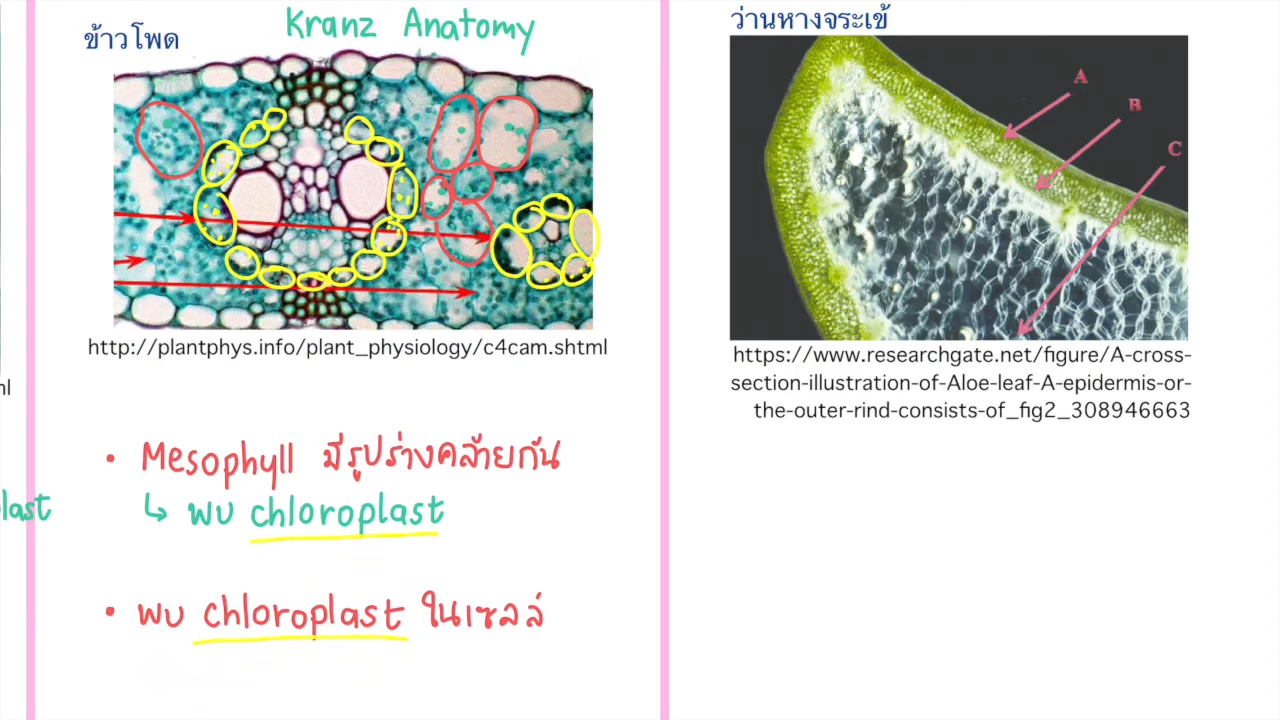 ข้าวโพด
Kranz Anatomy
http://plantphys.info/plant_physiology/c4cam.shtml
ml
last
• Mesophyll มีรูปร่างคล้ายกัน
↳ พบ chloroplast
• พบ chloroplast ในเซลล์
ว่านหางจระเข้
A
B
C
https://www.researchgate.net/figure/A-cross-
section-illustration-of-Aloe-leaf-A-epidermis-or-
the-outer-rind-consists-of_fig2_308946663